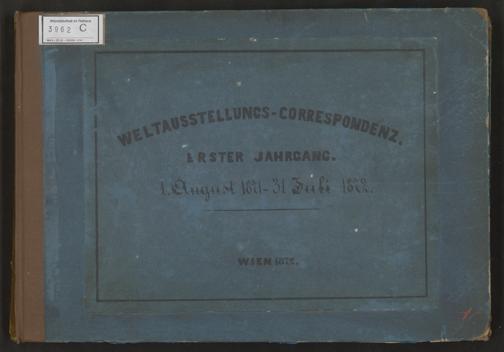 3962 C
WELTAUSSTELLUNGS-CORRESPONDENZ.
ERSTER JAHRGANG.
1. August 1871-31 Juli 1872.
WIEN 1872.